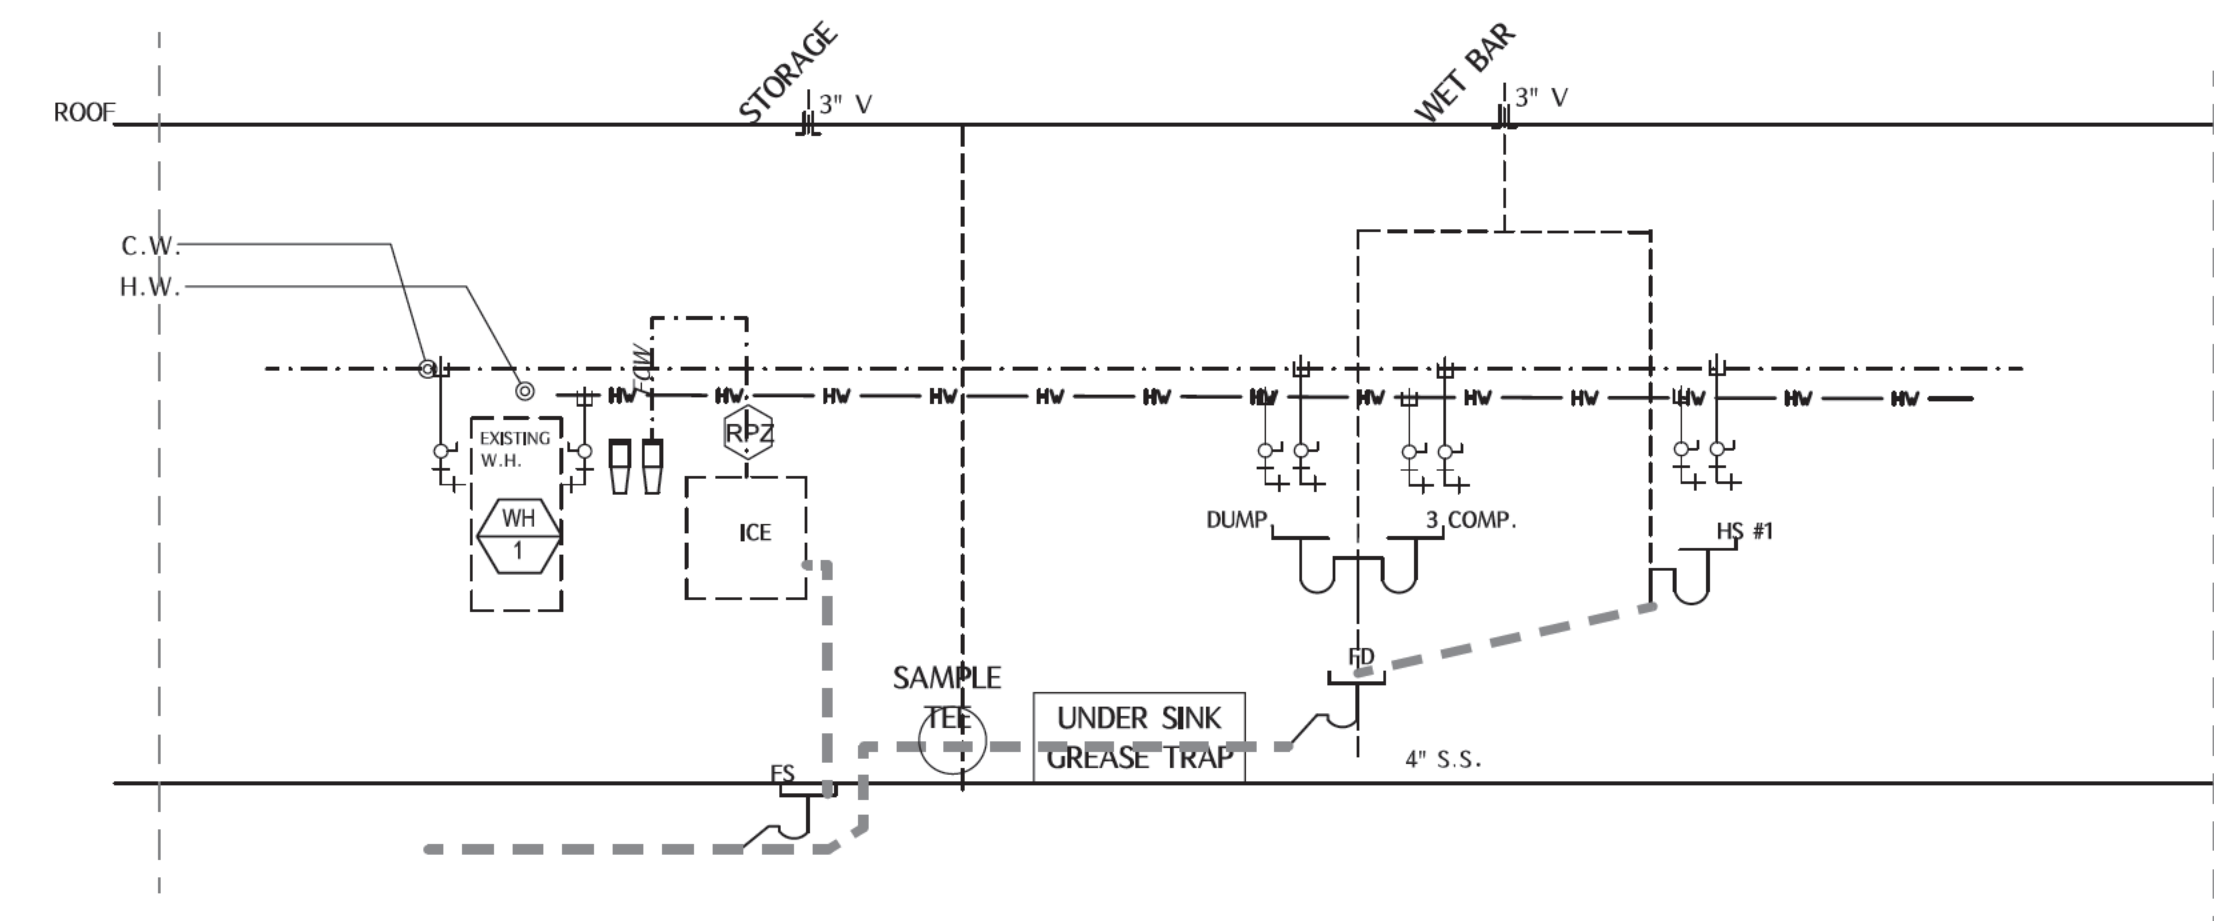 STORAGE
3" V
WET BAR
3" V
ROOF
C.W.
H.W.
FCW
HW HW HW HW HW HW HW HW HW HW HW HW HW
RPZ
EXISTING
W.H.
WH
1
ICE
DUMP.
3 COMP.
HS #1
FD
SAMPLE
TEE
UNDER SINK
GREASE TRAP
4" S.S.
FS